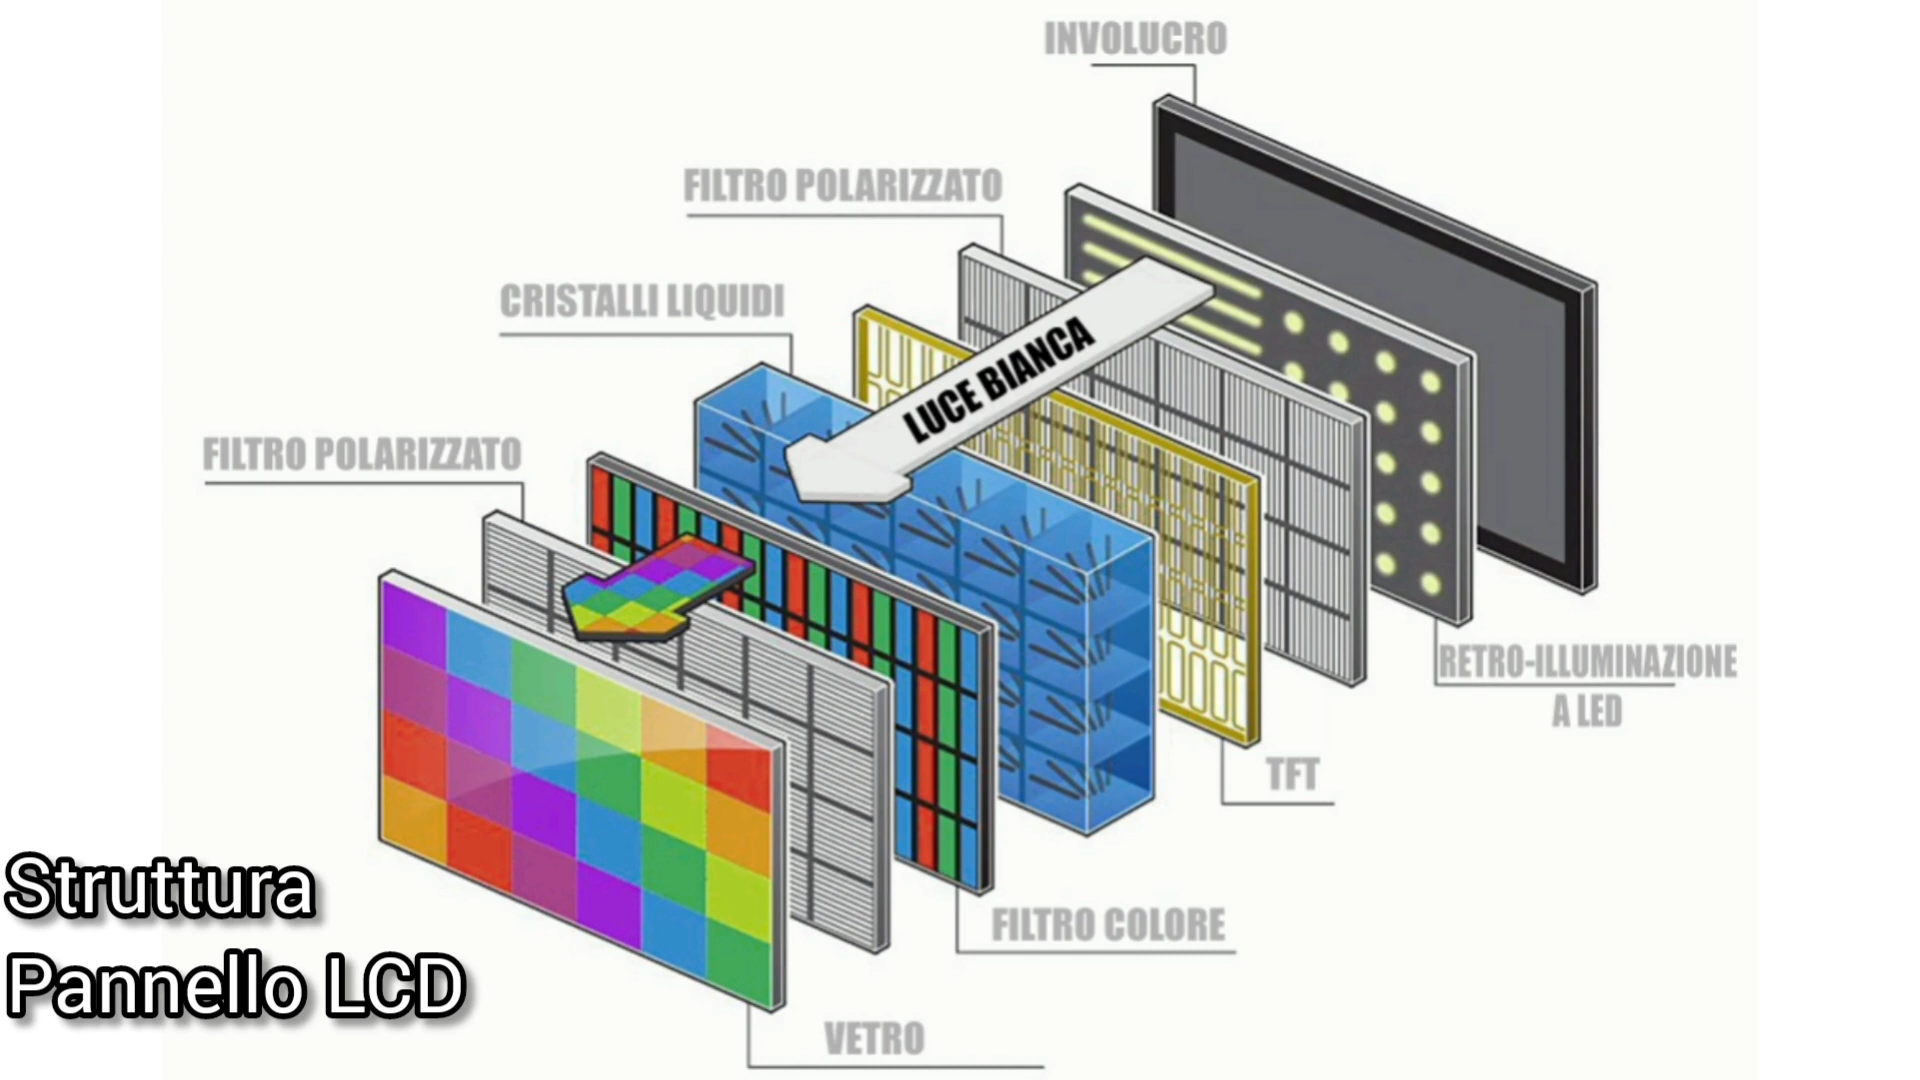 INVOLUCRO
FILTRO POLARIZZATO
CRISTALLI LIQUIDI
LUCE BIANCA
FILTRO POLARIZZATO
RETRO-ILLUMINAZIONE
A LED
TFT
FILTRO COLORE
VETRO
Struttura
Pannello LCD